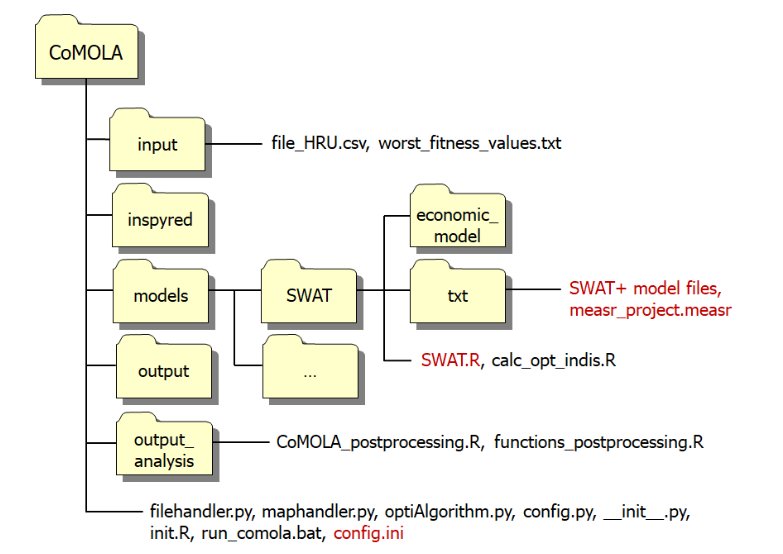 CoMOLA
input
file_HRU.csv, worst_fitness_values.txt
inspyred
economic_
model
models
SWAT
txt
SWAT+ model files,
measr_project.measr
output
...
SWAT.R, calc_opt_indis.R
output_
analysis
CoMOLA_postprocessing.R, functions_postprocessing.R
filehandler.py, maphandler.py, optiAlgorithm.py, config.py, __init__.py,
init.R, run_comola.bat, config.ini